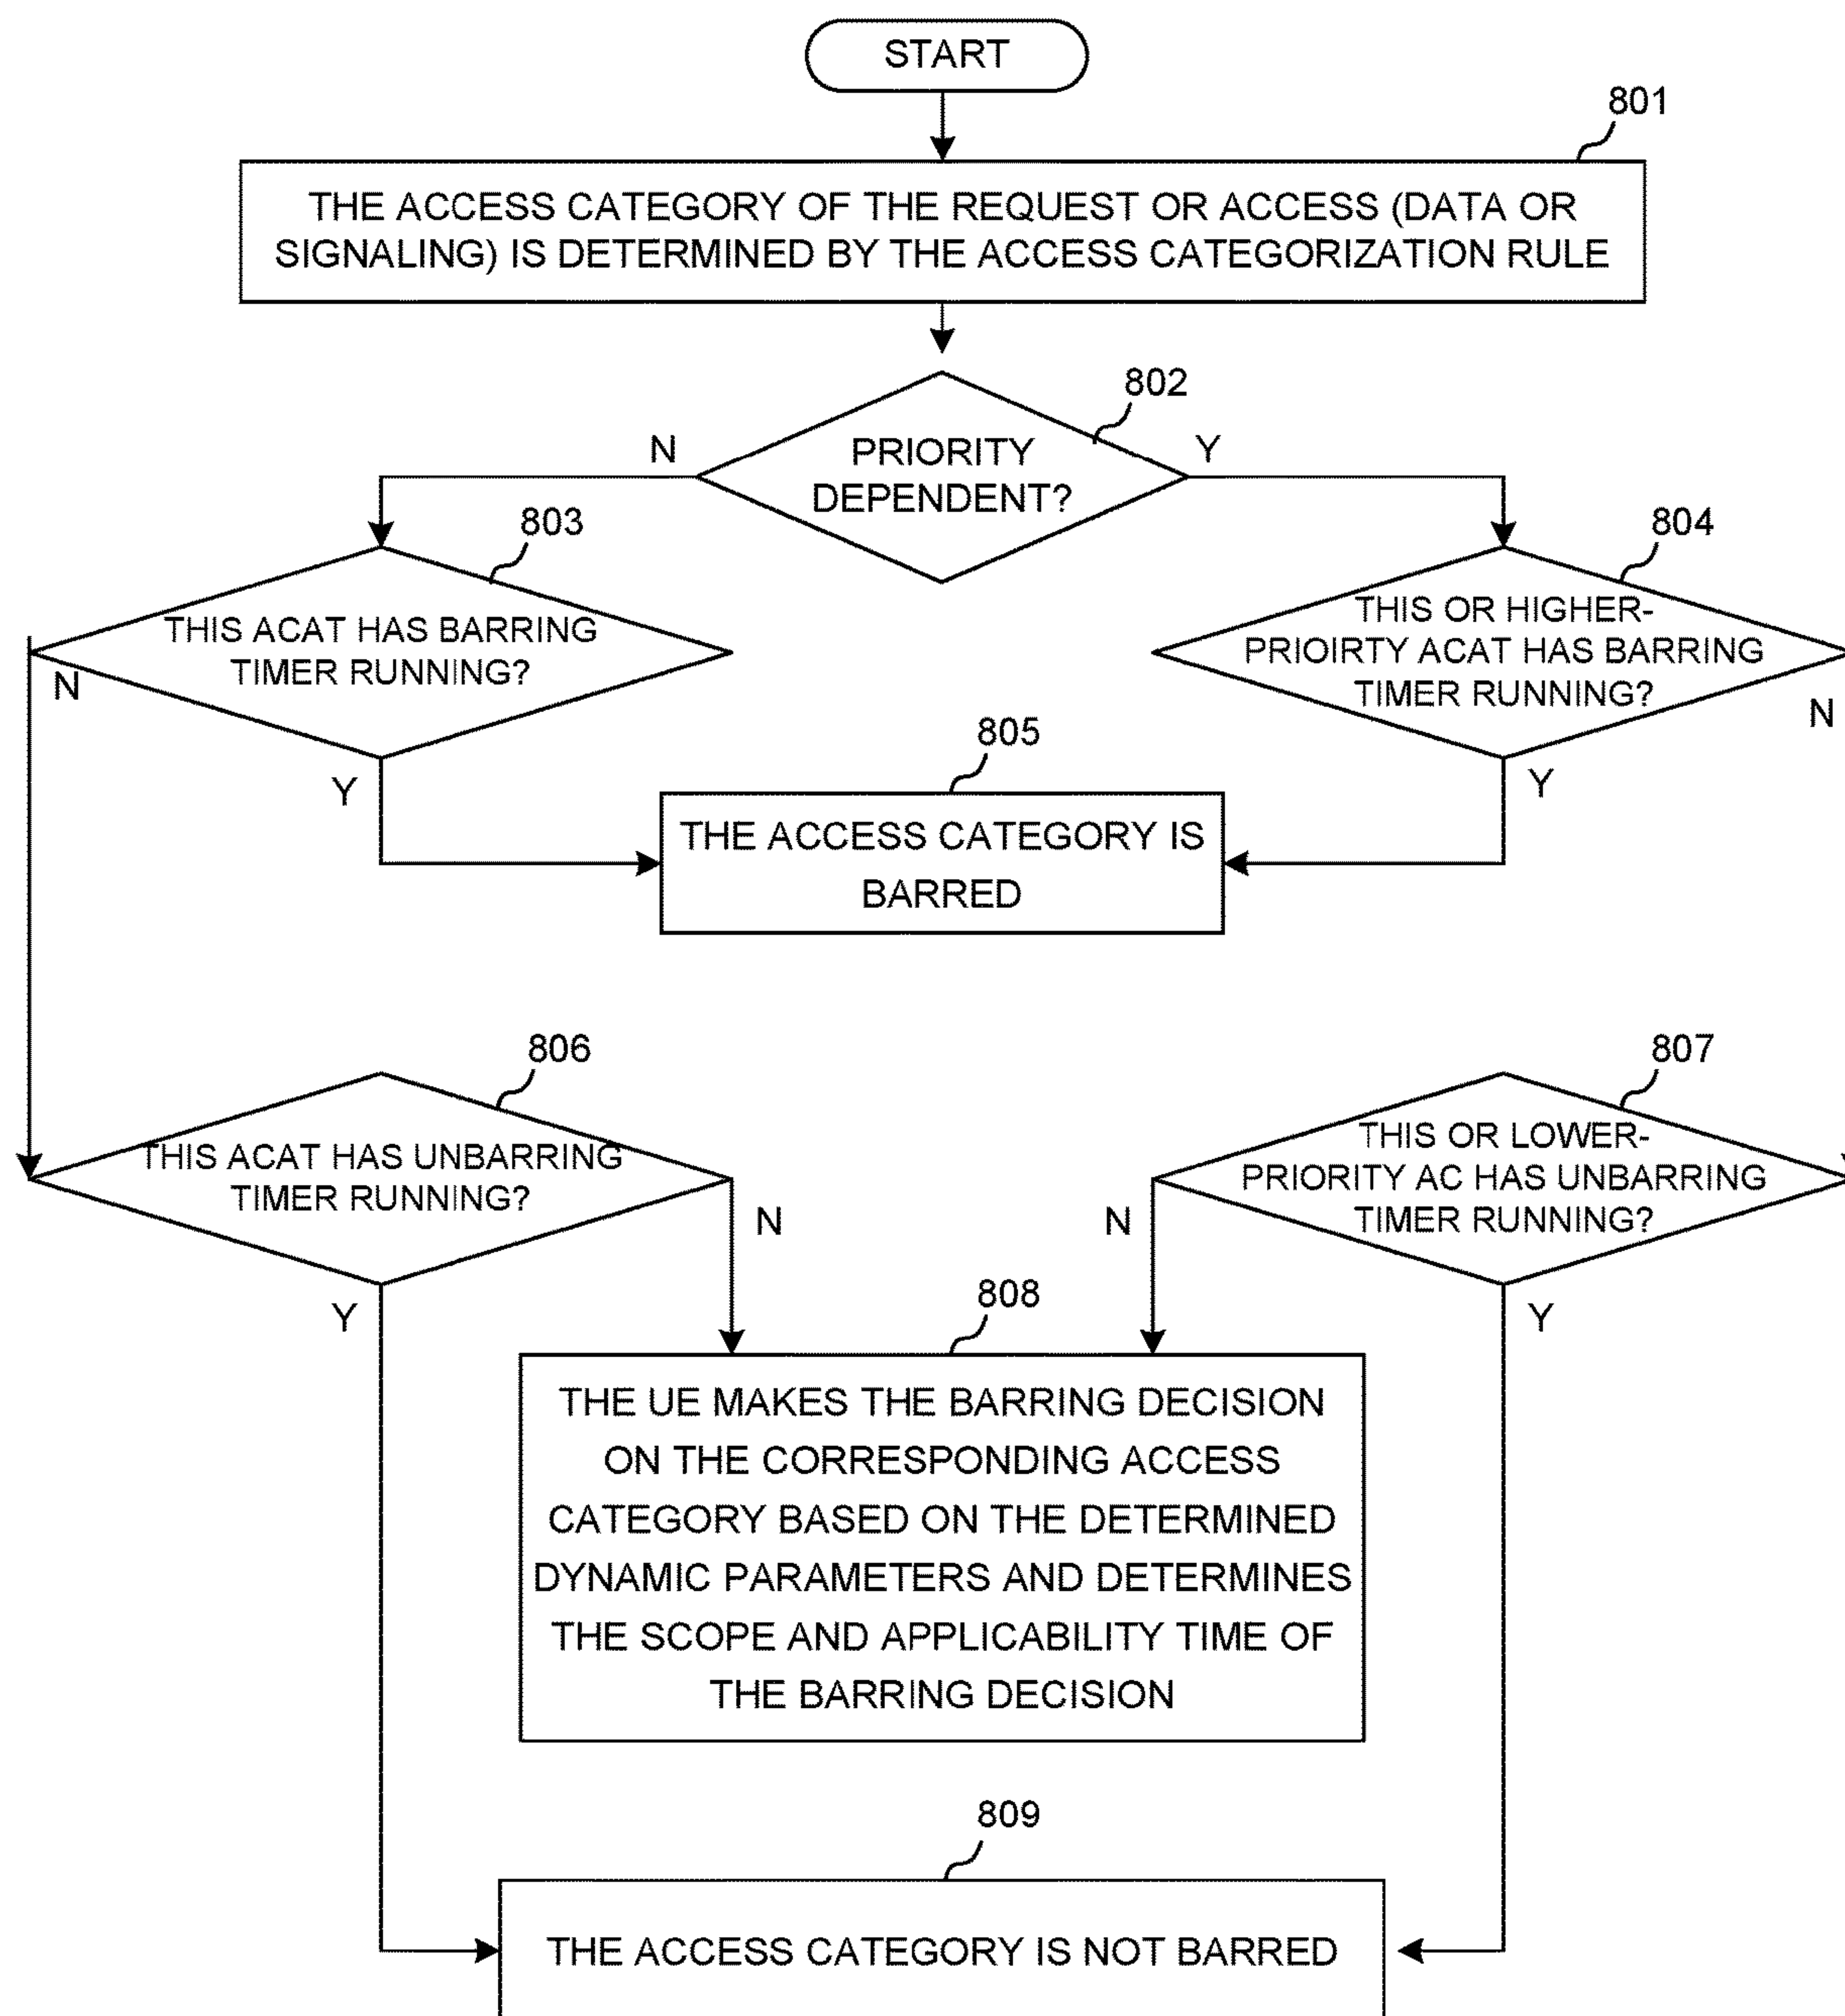 START
801
THE ACCESS CATEGORY OF THE REQUEST OR ACCESS (DATA OR
SIGNALING) IS DETERMINED BY THE ACCESS CATEGORIZATION RULE
802
N
Y
PRIORITY
DEPENDENT?
803
804
THIS ACAT HAS BARRING
TIMER RUNNING?
N
Y
THIS OR HIGHER-
PRIOIRTY ACAT HAS BARRING
TIMER RUNNING?
N
Y
805
THE ACCESS CATEGORY IS
BARRED
806
807
THIS ACAT HAS UNBARRING
TIMER RUNNING?
N
Y
THIS OR LOWER-
PRIORITY AC HAS UNBARRING
TIMER RUNNING?
N
Y
808
THE UE MAKES THE BARRING DECISION
ON THE CORRESPONDING ACCESS
CATEGORY BASED ON THE DETERMINED
DYNAMIC PARAMETERS AND DETERMINES
THE SCOPE AND APPLICABILITY TIME OF
THE BARRING DECISION
809
THE ACCESS CATEGORY IS NOT BARRED